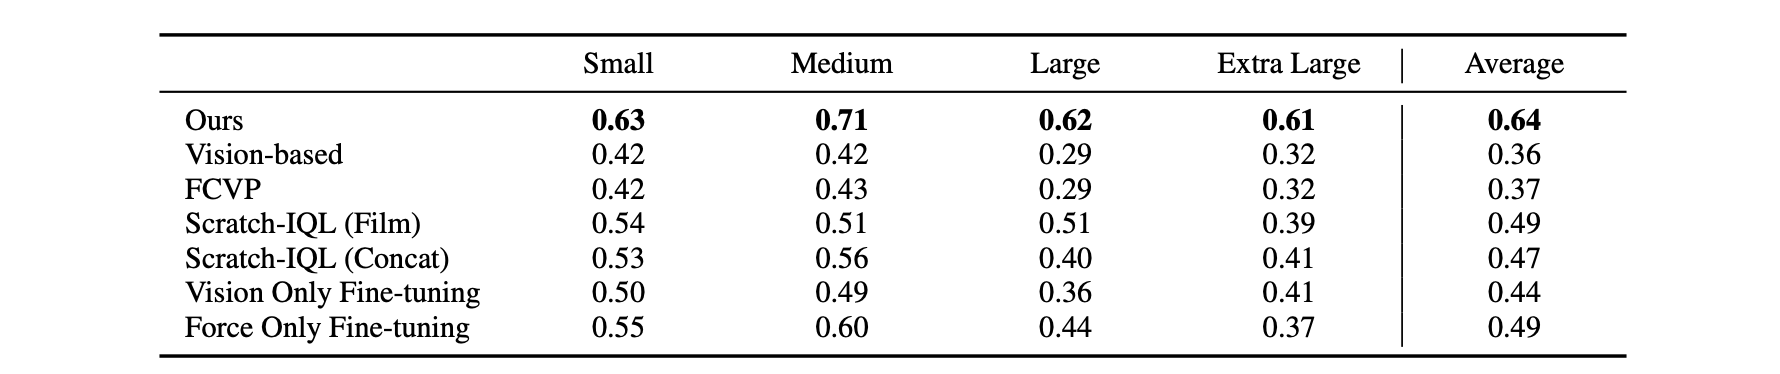 Small Medium Large Extra Large Average
Ours 0.63 0.71 0.62 0.61 0.64
Vision-based 0.42 0.42 0.29 0.32 0.36
FCVP 0.42 0.43 0.29 0.32 0.37
Scratch-IQL (Film) 0.54 0.51 0.51 0.39 0.49
Scratch-IQL (Concat) 0.53 0.56 0.40 0.41 0.47
Vision Only Fine-tuning 0.50 0.49 0.36 0.41 0.44
Force Only Fine-tuning 0.55 0.60 0.44 0.37 0.49